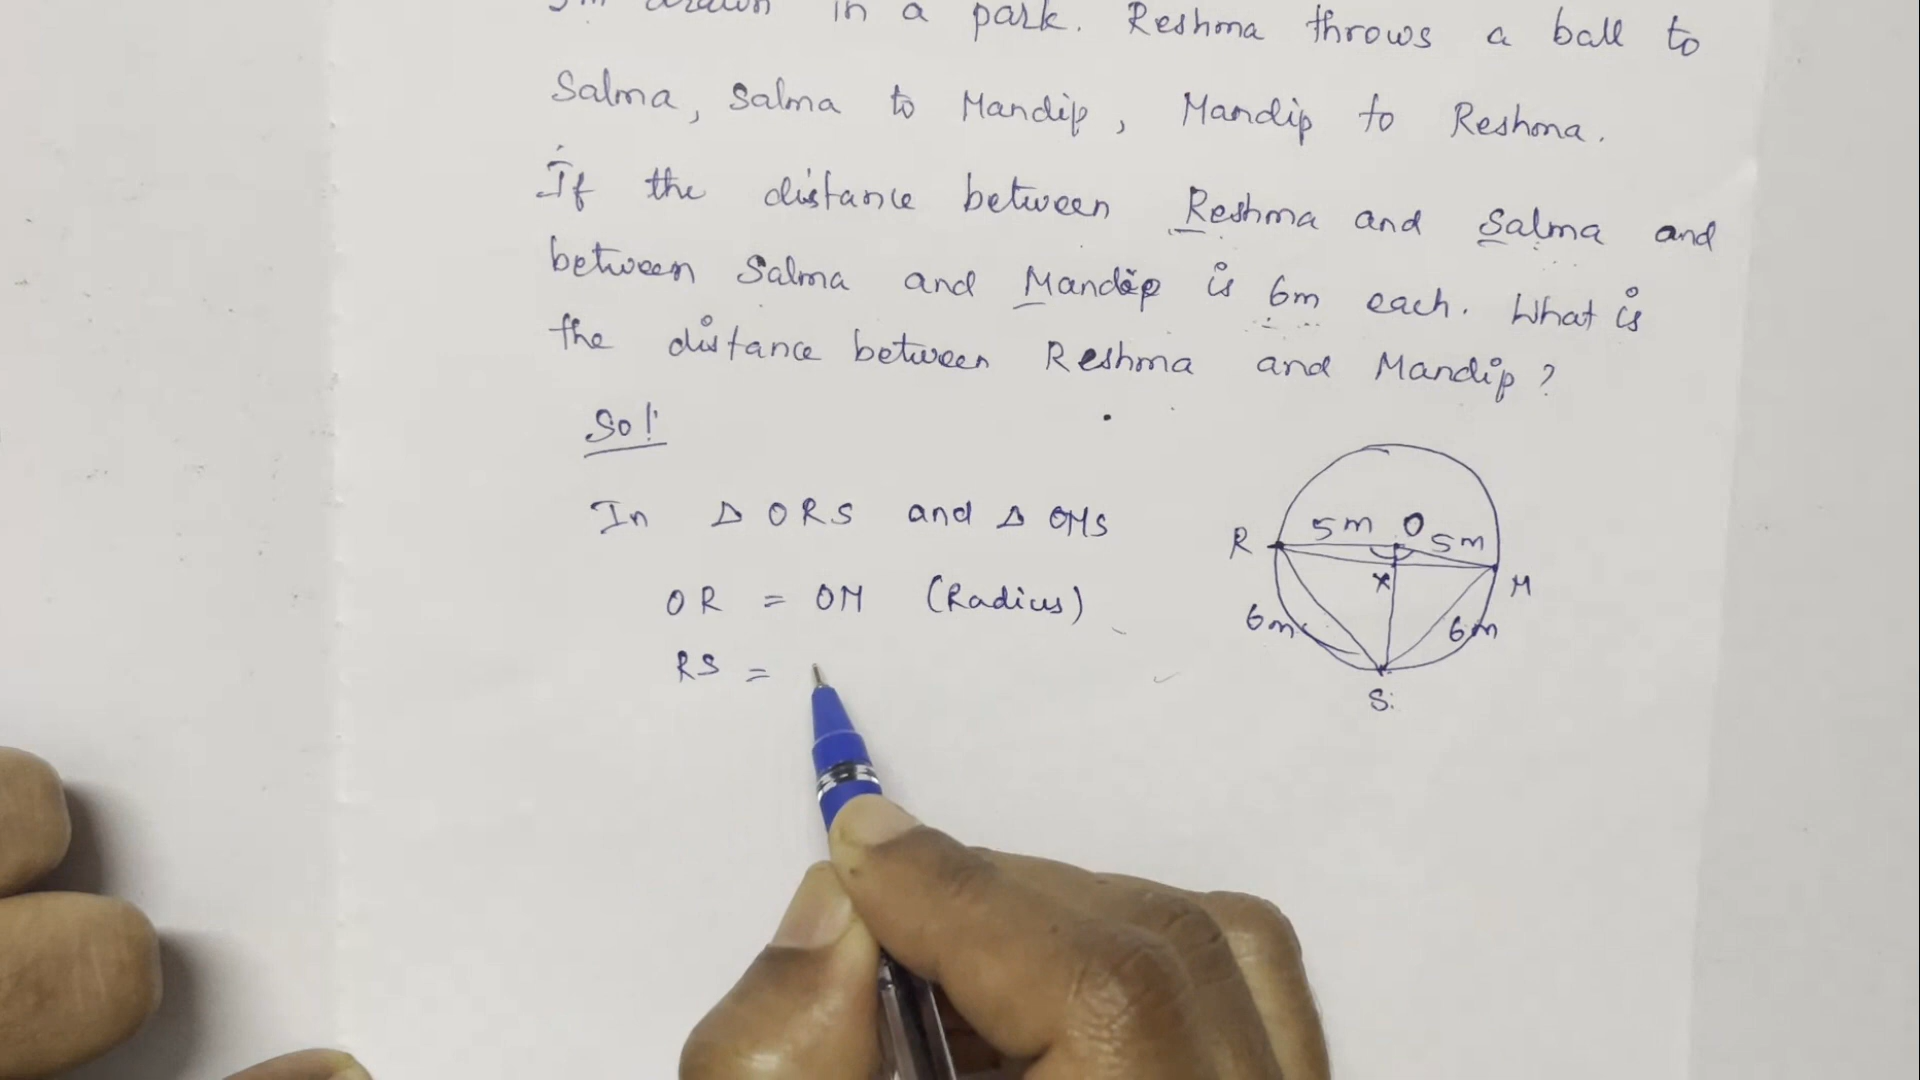 in a park. Reshma throws a ball to
Salma, Salma to Mandip, Mandip to Reshma.
If the distance between Reshma and Salma and
between Salma and Mandip is 6m each. What is
the distance between Reshma and Mandip?
Sol:
In Δ ORS and Δ OMS
OR = OM (Radius)
RS =
R
5m
O
5m
X
M
6m
6m
S